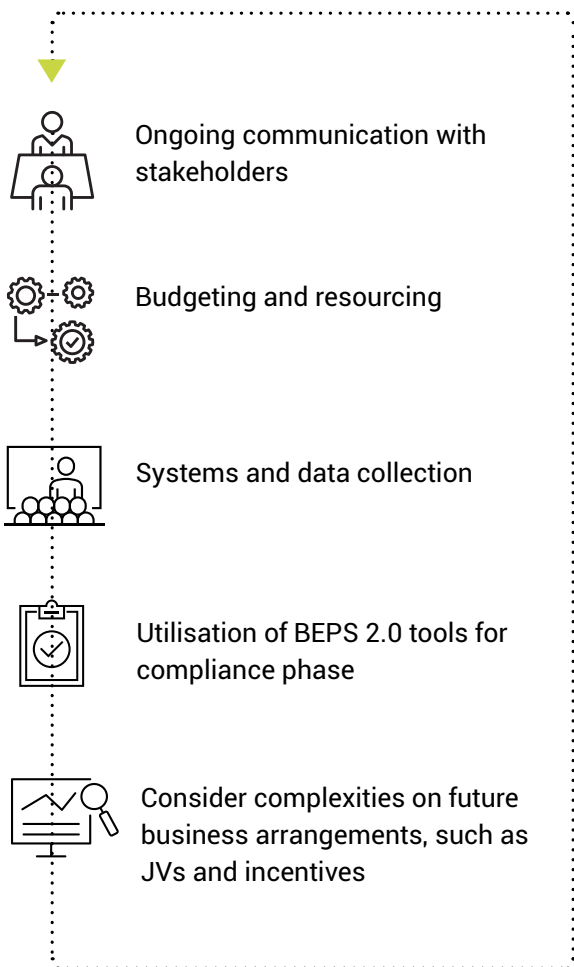 Ongoing communication with
stakeholders
Budgeting and resourcing
Systems and data collection
Utilisation of BEPS 2.0 tools for
compliance phase
Consider complexities on future
business arrangements, such as
JVs and incentives